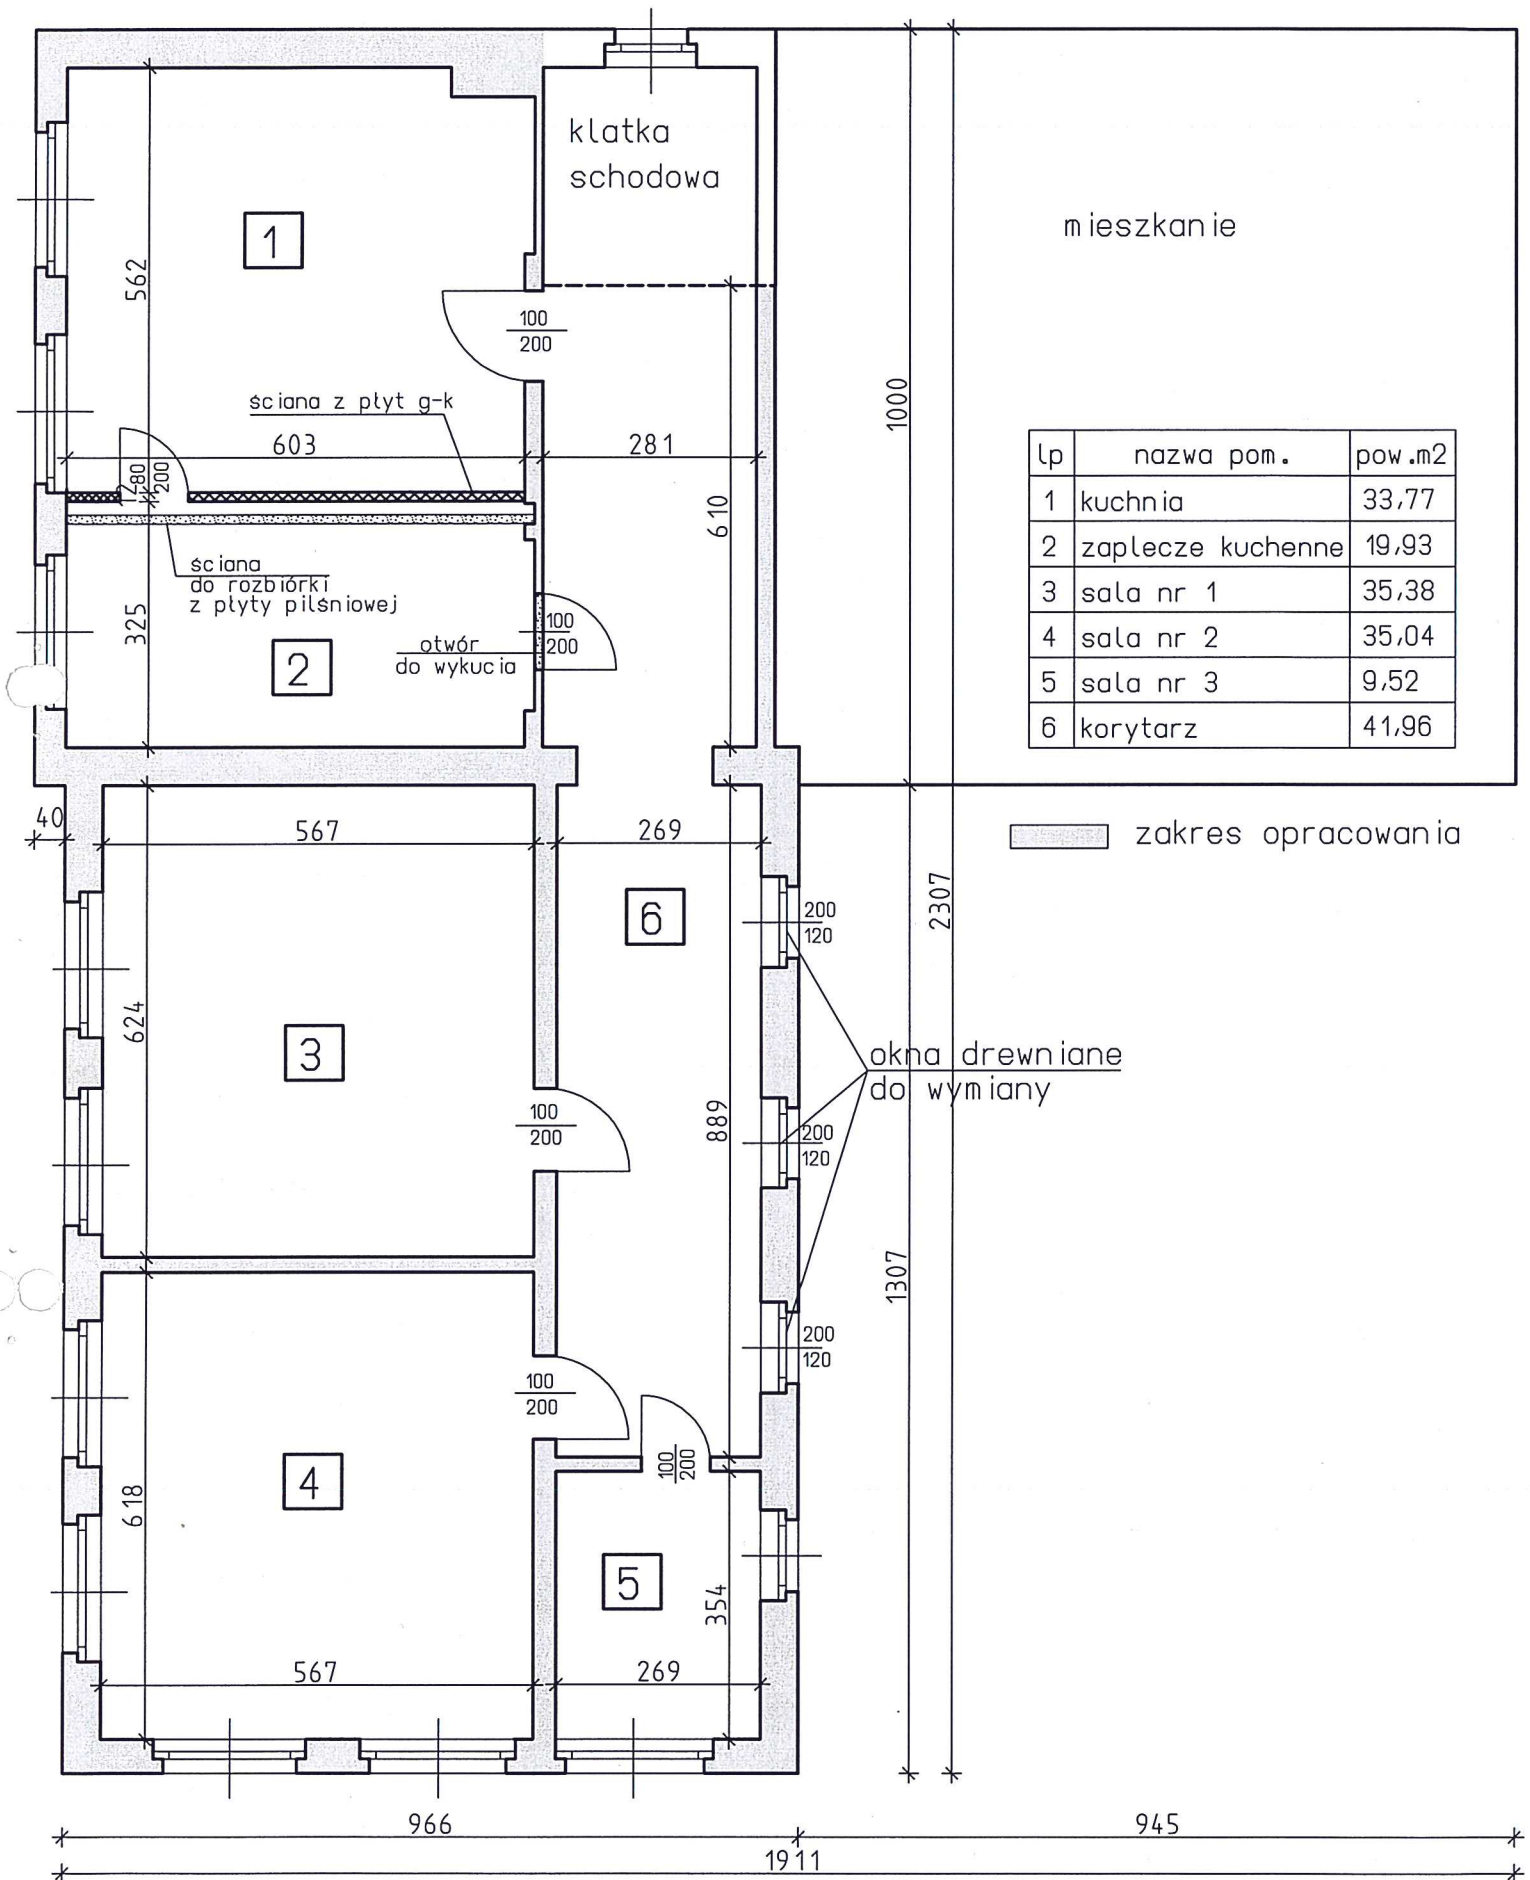 klatka
schodowa
mieszkanie
1
562
100
200
1000
ściana z płyt g-k
603
281
80
200
2
610
lp nazwa pom. pow.m2
1 kuchnia 33,77
2 zaplecze kuchenne 19,93
3 sala nr 1 35,38
4 sala nr 2 35,04
5 sala nr 3 9,52
6 korytarz 41,96
ściana
do rozbiórki
z płyty pilśniowej
325
2
otwór
do wykucia
100
200
40
567
269
zakres opracowania
2307
6
200
120
624
3
okna drewniane
do wymiany
100
200
889
200
120
1307
200
120
100
200
100
200
4
618
5
354
567
269
966
945
1911